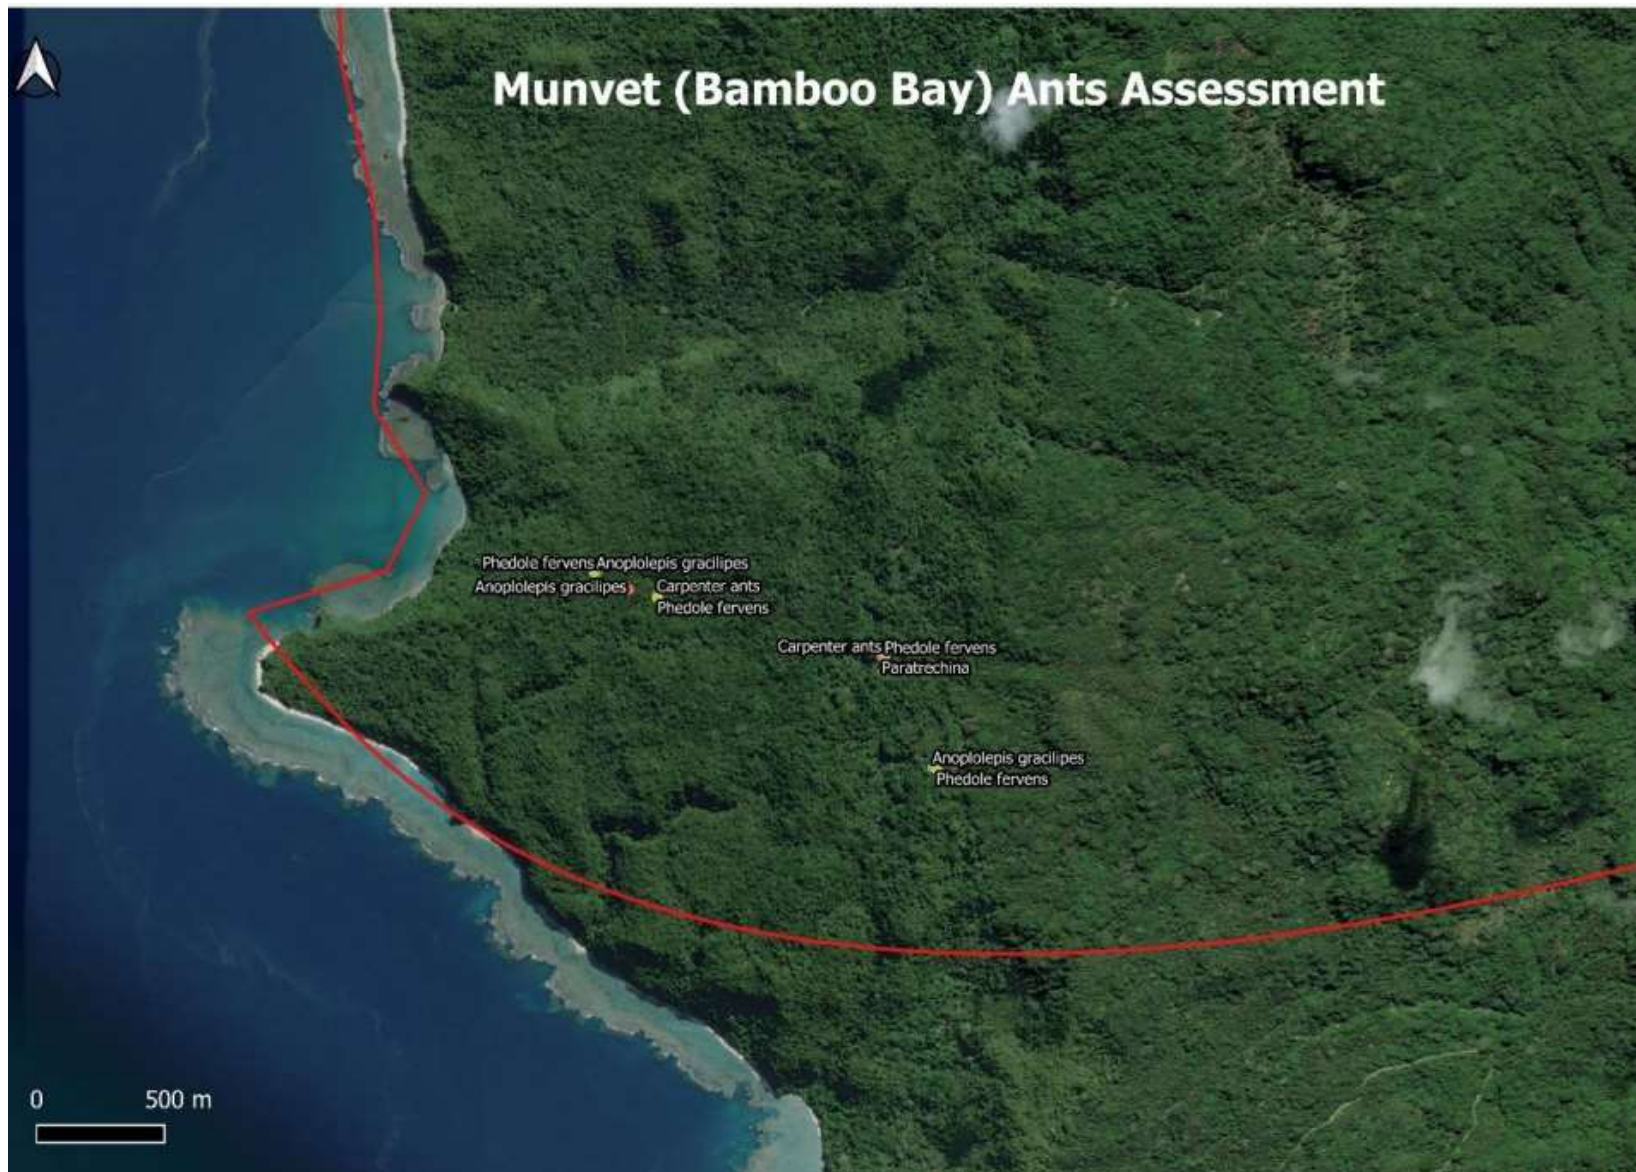 Munvet (Bamboo Bay) Ants Assessment
Phedole fervens Anoplolepis gracilipes
Anoplolepis gracilipes Carpenter ants
Phedole fervens
Carpenter ants Phedole fervens
Paratrechina
Anoplolepis gracilipes
Phedole fervens
0 500 m